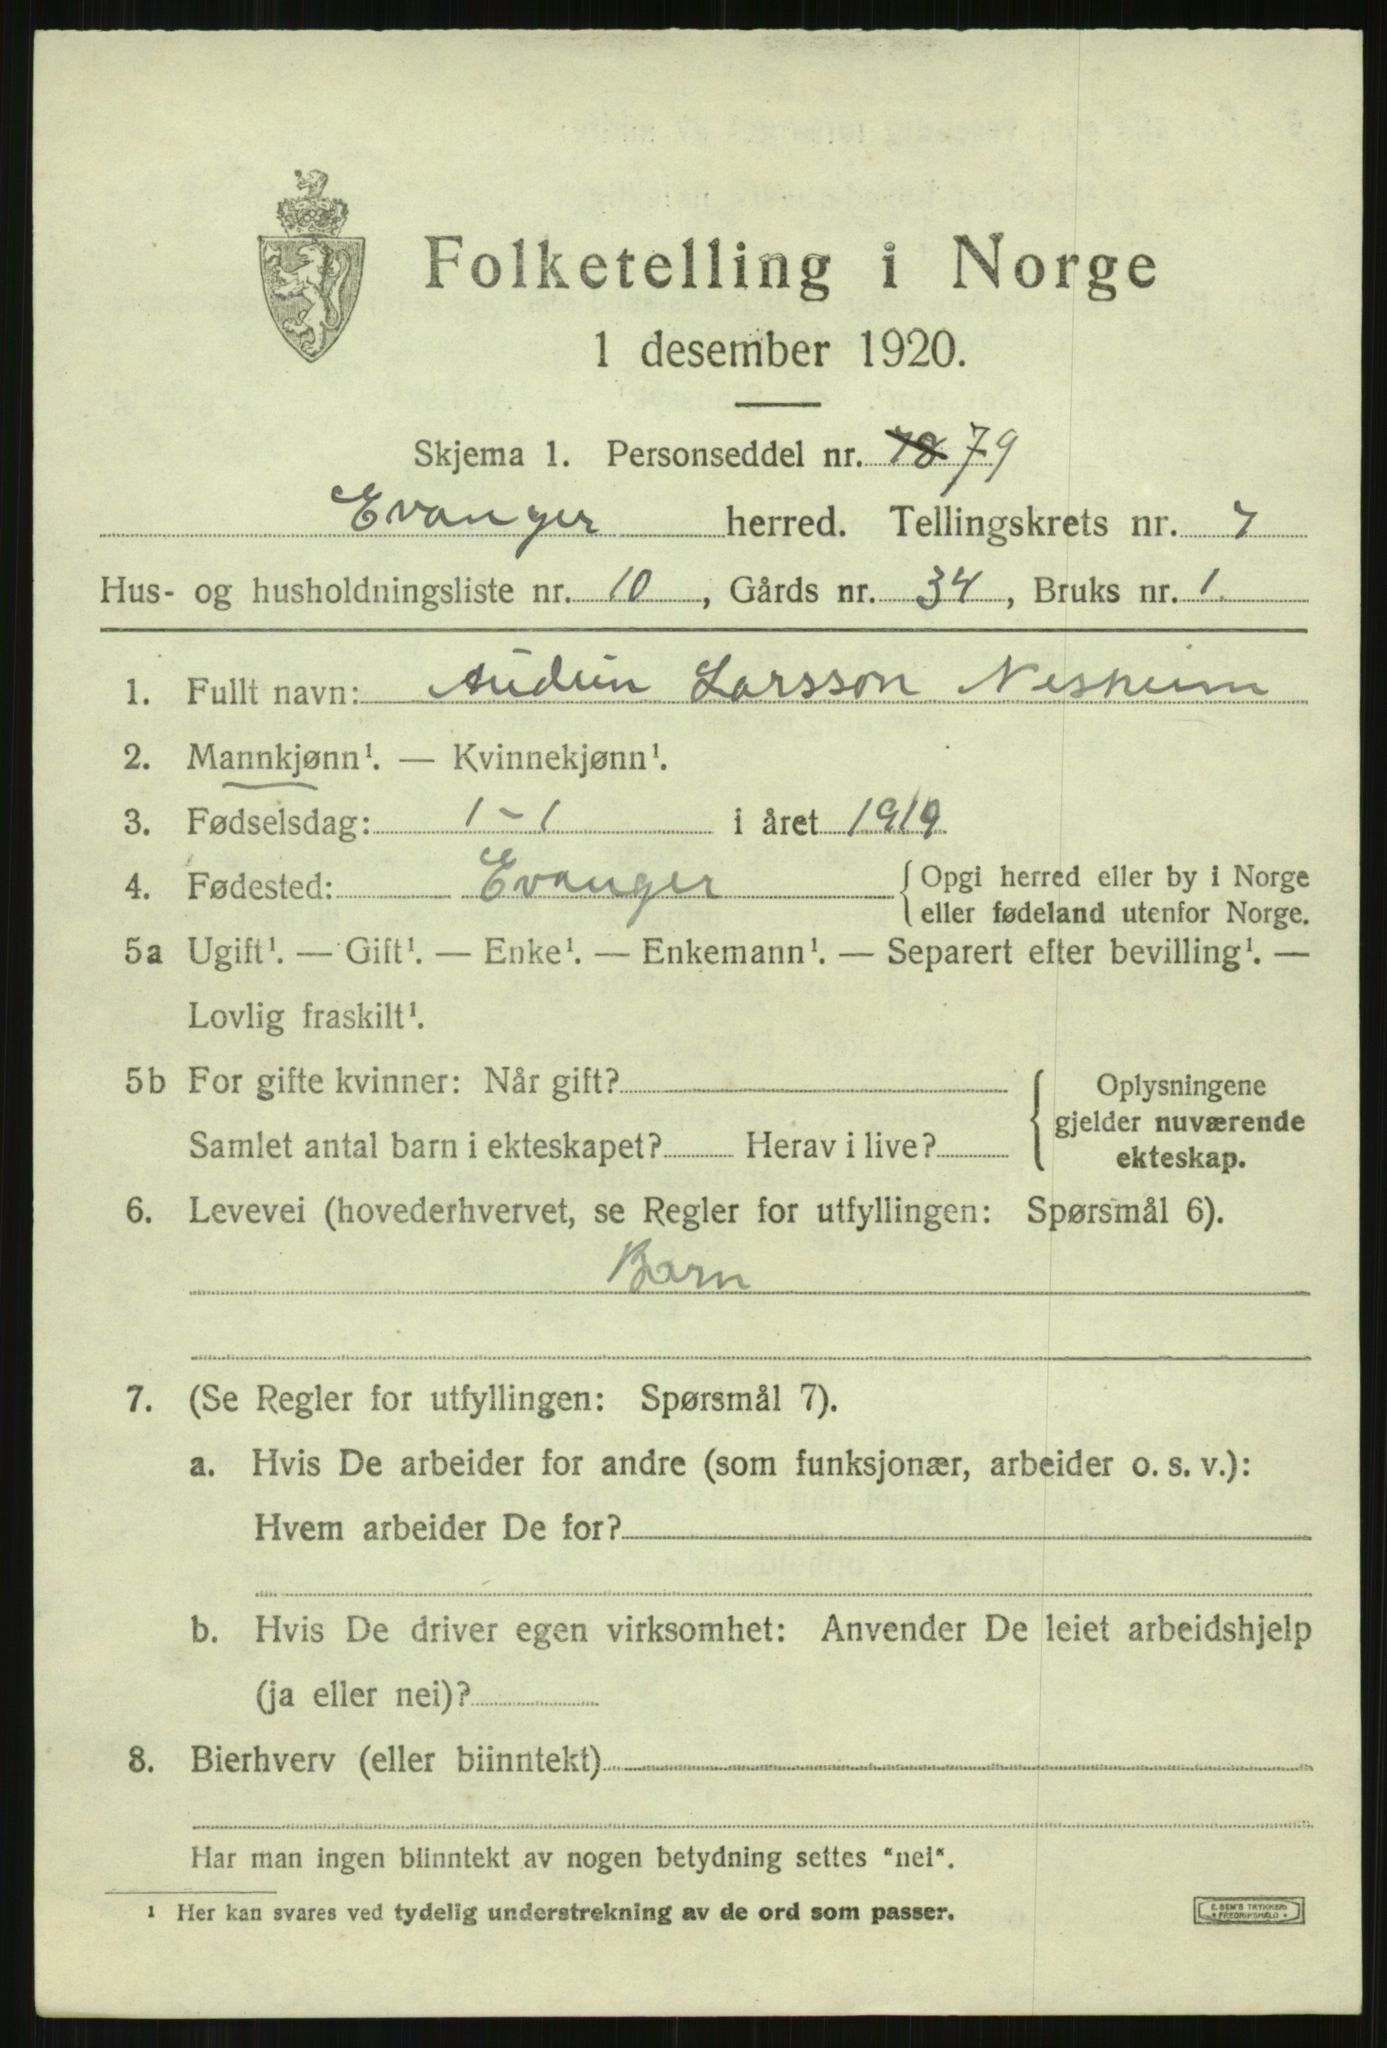 Folketelling i Norge
1 desember 1920.
Skjema 1. Personseddel nr. 78 79
Evanger herred. Tellingskrets nr. 7
Hus- og husholdningsliste nr. 10, Gårds nr. 34, Bruks nr. 1.
1. Fullt navn: Audun Larsson Nesheim
2. Mannkjønn¹. — Kvinnekjønn¹.
3. Fødselsdag: 1-1 i året 1919
4. Fødested: Evanger { Opgi herred eller by i Norge
eller fødeland utenfor Norge.
5a Ugift¹. — Gift¹. — Enke¹. — Enkemann¹. — Separert efter bevilling¹. —
Lovlig fraskilt¹.
5b For gifte kvinner: Når gift?
Samlet antal barn i ekteskapet? Herav i live?
{ Oplysningene
gjelder nuværende
ekteskap.
6. Levevei (hovederhvervet, se Regler for utfyllingen: Spørsmål 6).
Barn
7. (Se Regler for utfyllingen: Spørsmål 7).
a. Hvis De arbeider for andre (som funksjonær, arbeider o. s. v.):
Hvem arbeider De for?
b. Hvis De driver egen virksomhet: Anvender De leiet arbeidshjelp
(ja eller nei)?
8. Bierhverv (eller biinntekt)
Har man ingen biinntekt av nogen betydning settes "nei".
¹ Her kan svares ved tydelig understrekning av de ord som passer.
E. SEM'S TRYKKERI
FREDRIKSHALD